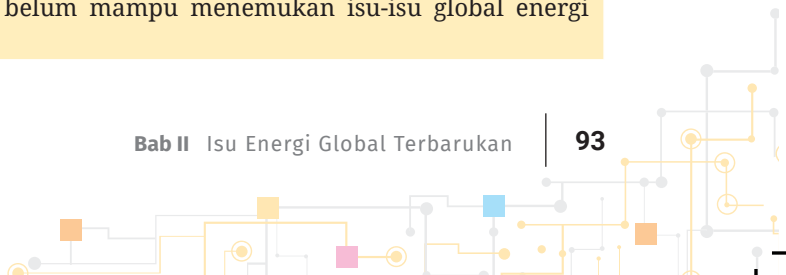 belum mampu menemukan isu-isu global energi
Bab II Isu Energi Global Terbarukan 93